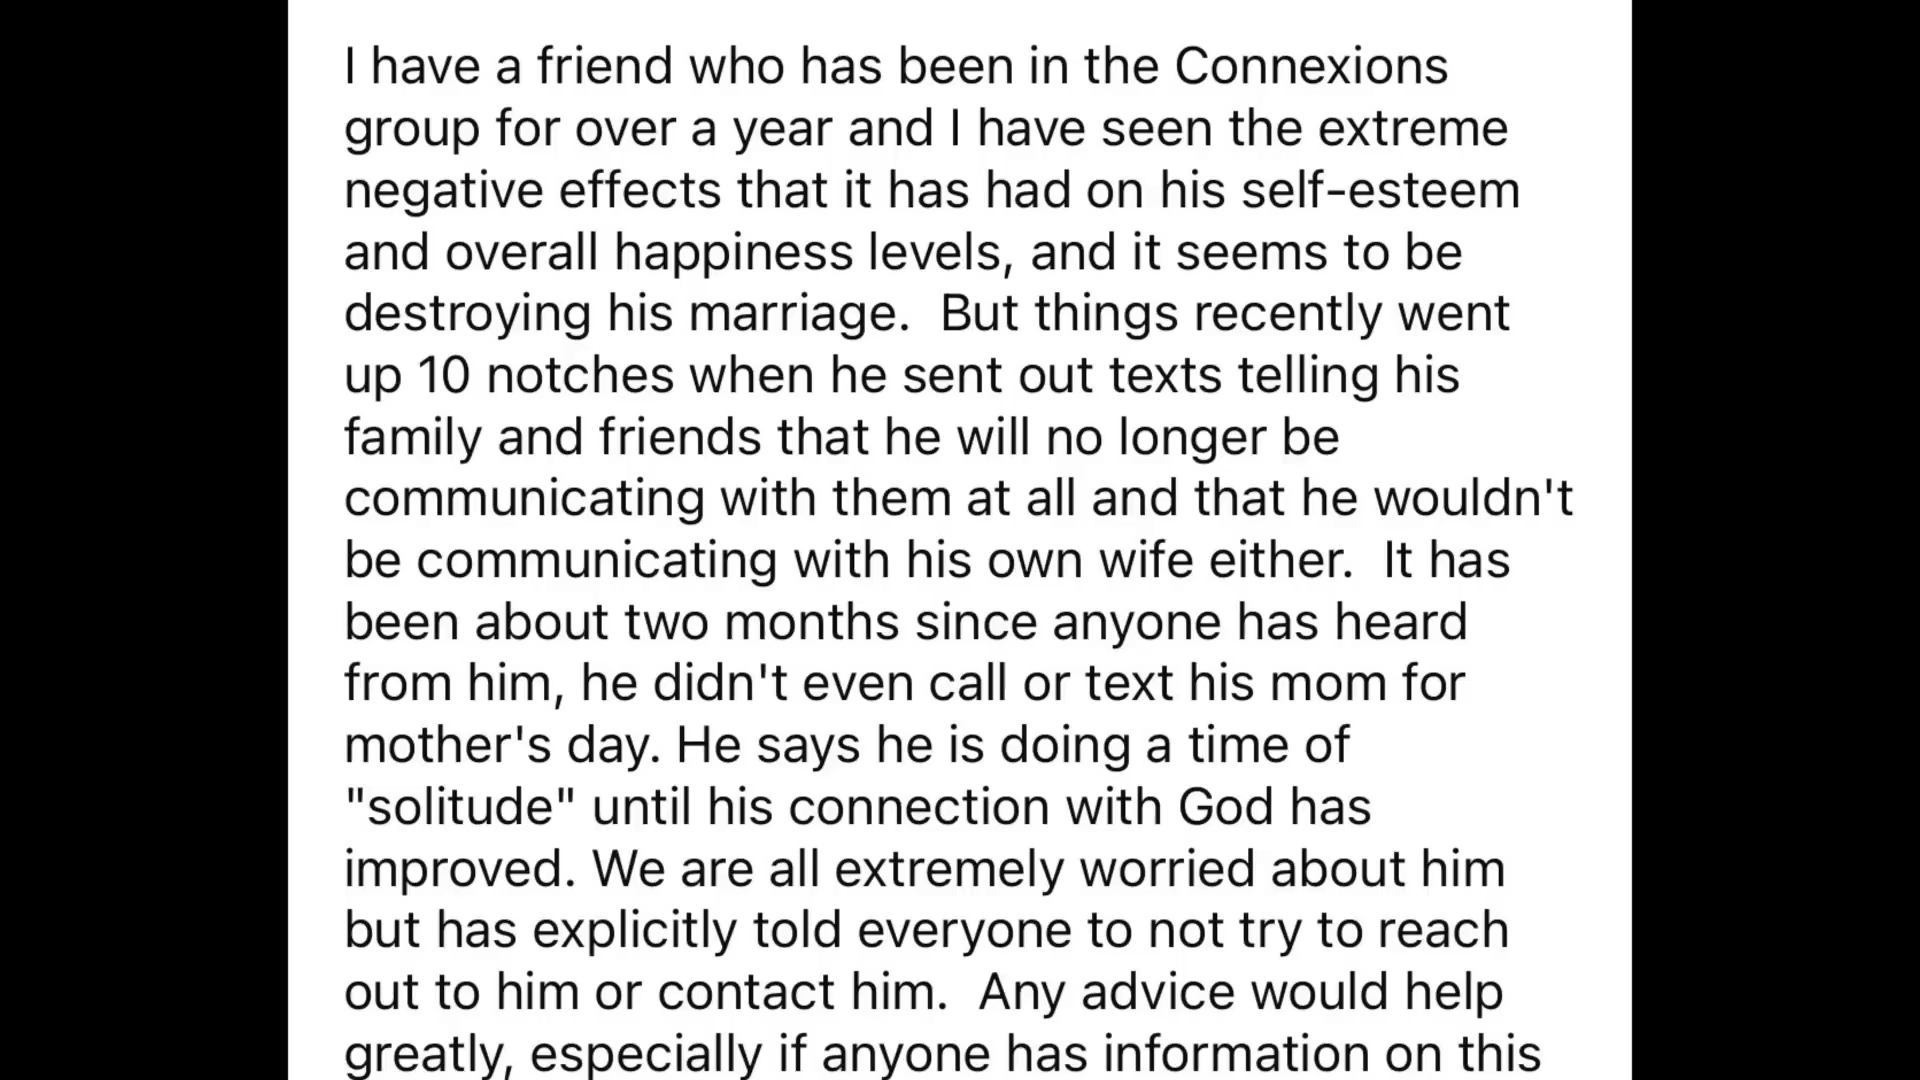 I have a friend who has been in the Connexions
group for over a year and I have seen the extreme
negative effects that it has had on his self-esteem
and overall happiness levels, and it seems to be
destroying his marriage.  But things recently went
up 10 notches when he sent out texts telling his
family and friends that he will no longer be
communicating with them at all and that he wouldn't
be communicating with his own wife either.  It has
been about two months since anyone has heard
from him, he didn't even call or text his mom for
mother's day. He says he is doing a time of
"solitude" until his connection with God has
improved. We are all extremely worried about him
but has explicitly told everyone to not try to reach
out to him or contact him.  Any advice would help
greatly, especially if anyone has information on this